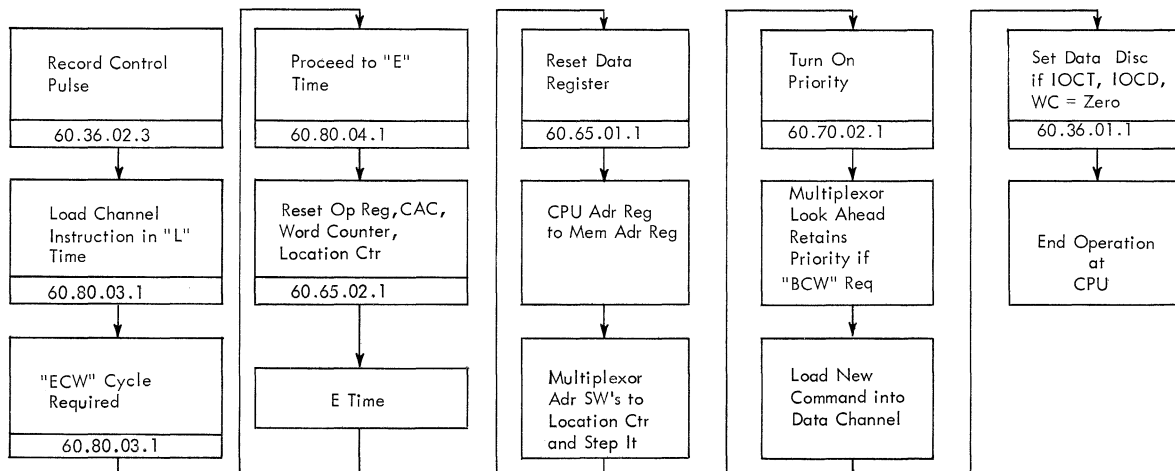 Record Control
Pulse
60.36.02.3
Load Channel
Instruction in "L"
Time
60.80.03.1
"ECW" Cycle
Required
60.80.03.1
Proceed to "E"
Time
60.80.04.1
Reset Op Reg, CAC,
Word Counter,
Location Ctr
60.65.02.1
E Time
Reset Data
Register
60.65.01.1
CPU Adr Reg
to Mem Adr Reg
Multiplexor
Adr SW's to
Location Ctr
and Step It
Turn On
Priority
60.70.02.1
Multiplexor
Look Ahead
Retains
Priority if
"BCW" Req
Load New
Command into
Data Channel
Set Data Disc
if IOCT, IOCD,
WC = Zero
60.36.01.1
End Operation
at
CPU